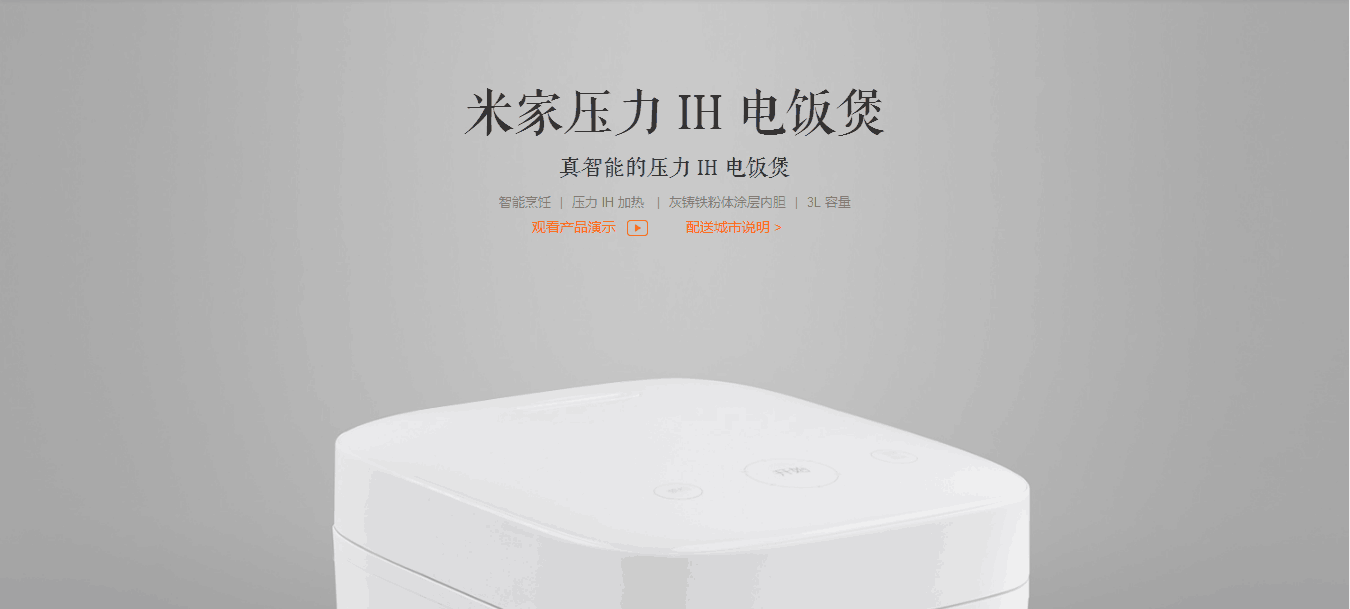 米家压力 IH 电饭煲
真智能的压力 IH 电饭煲
智能烹饪 | 压力 IH 加热 | 灰铸铁粉体涂层内胆 | 3L 容量
观看产品演示 配送城市说明 >
开始